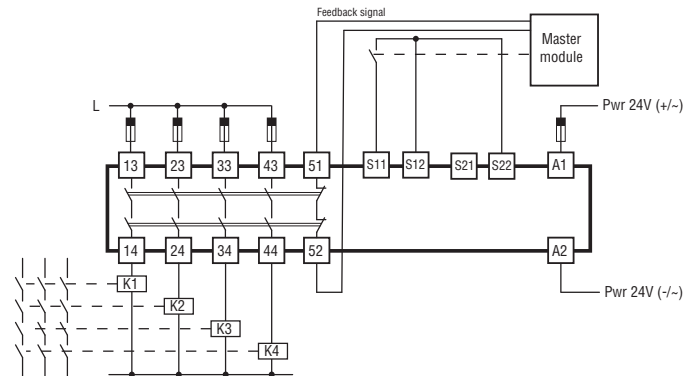 Feedback signal
Master
module
L
Pwr 24V (+/~)
13 23 33 43 51 S11 S12 S21 S22 A1
14 24 34 44 52 A2
K1
Pwr 24V (-/~)
K2
K3
K4